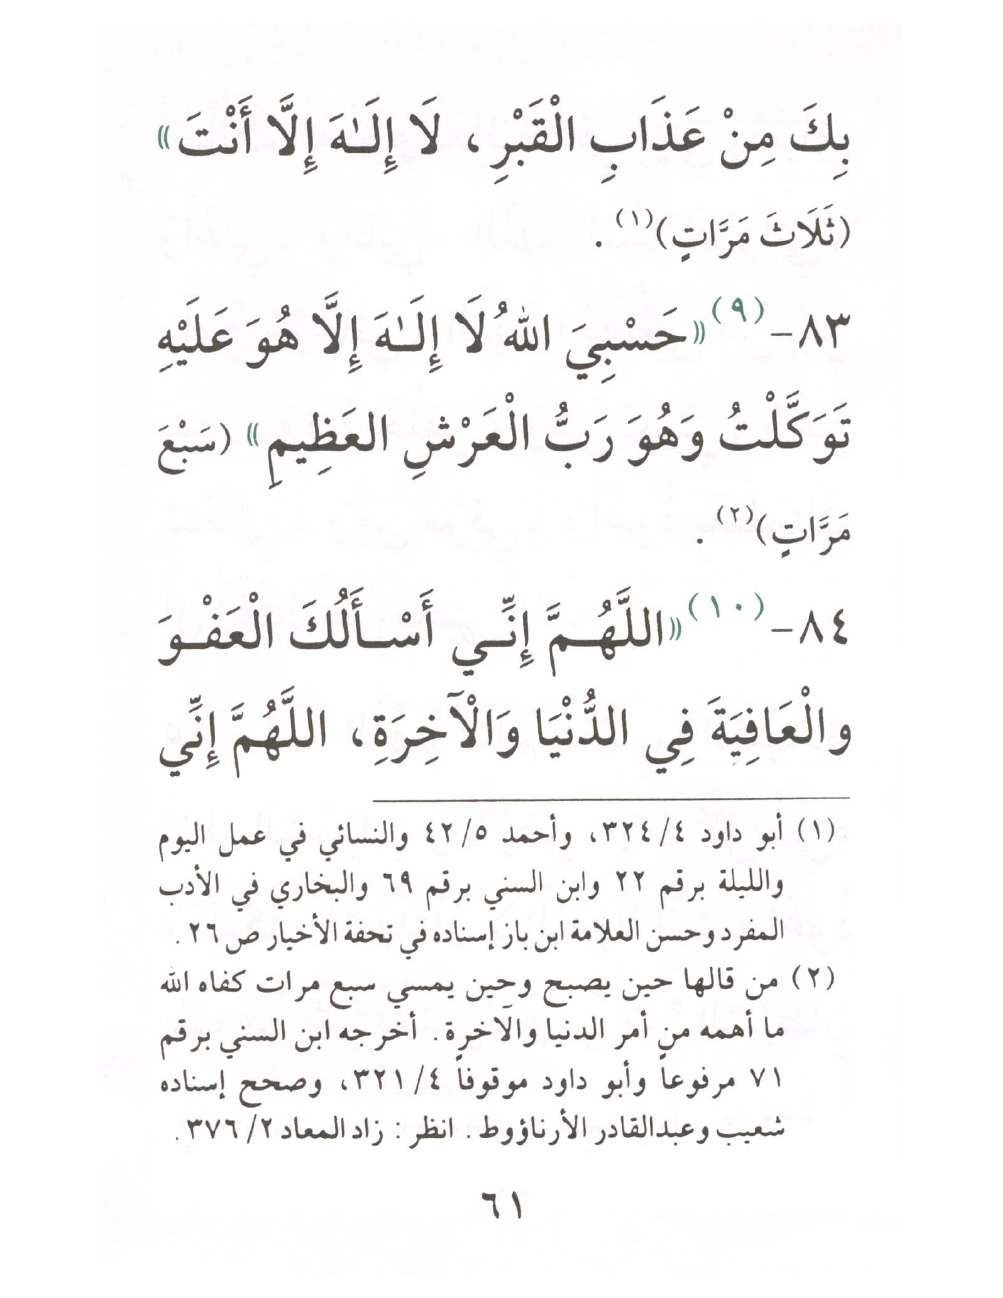 بِكَ مِنْ عَذَابِ الْقَبْرِ، لَا إِلَـٰهَ إِلَّا أَنْتَ»
(ثَلَاثَ مَرَّاتٍ)(١) .
٨٣-(٩)«حَسْبِيَ اللهُ لَا إِلَـٰهَ إِلَّا هُوَ عَلَيْهِ
تَوَكَّلْتُ وَهُوَ رَبُّ الْعَرْشِ العَظِيمِ» (سَبْعَ
مَرَّاتٍ)(٢) .
٨٤-(١٠)«اللَّهُـمَّ إِنِّـي أَسْـأَلُكَ الْعَفْـوَ
والْعَافِيَةَ فِي الدُّنْيَا وَالْآخِرَةِ، اللَّهُمَّ إِنِّي
(١) أبو داود ٣٢٤/٤، وأحمد ٤٢/٥ والنسائي في عمل اليوم
والليلة برقم ٢٢ وابن السني برقم ٦٩ والبخاري في الأدب
المفرد وحسن العلامة ابن باز إسناده في تحفة الأخيار ص٢٦ .
(٢) من قالها حين يصبح وحين يمسي سبع مرات كفاه الله
ما أهمه من أمر الدنيا والآخرة. أخرجه ابن السني برقم
٧١ مرفوعاً وأبو داود موقوفاً ٣٢١/٤، وصحح إسناده
شعيب وعبدالقادر الأرناؤوط . انظر : زاد المعاد ٣٧٦/٢ .
٦١